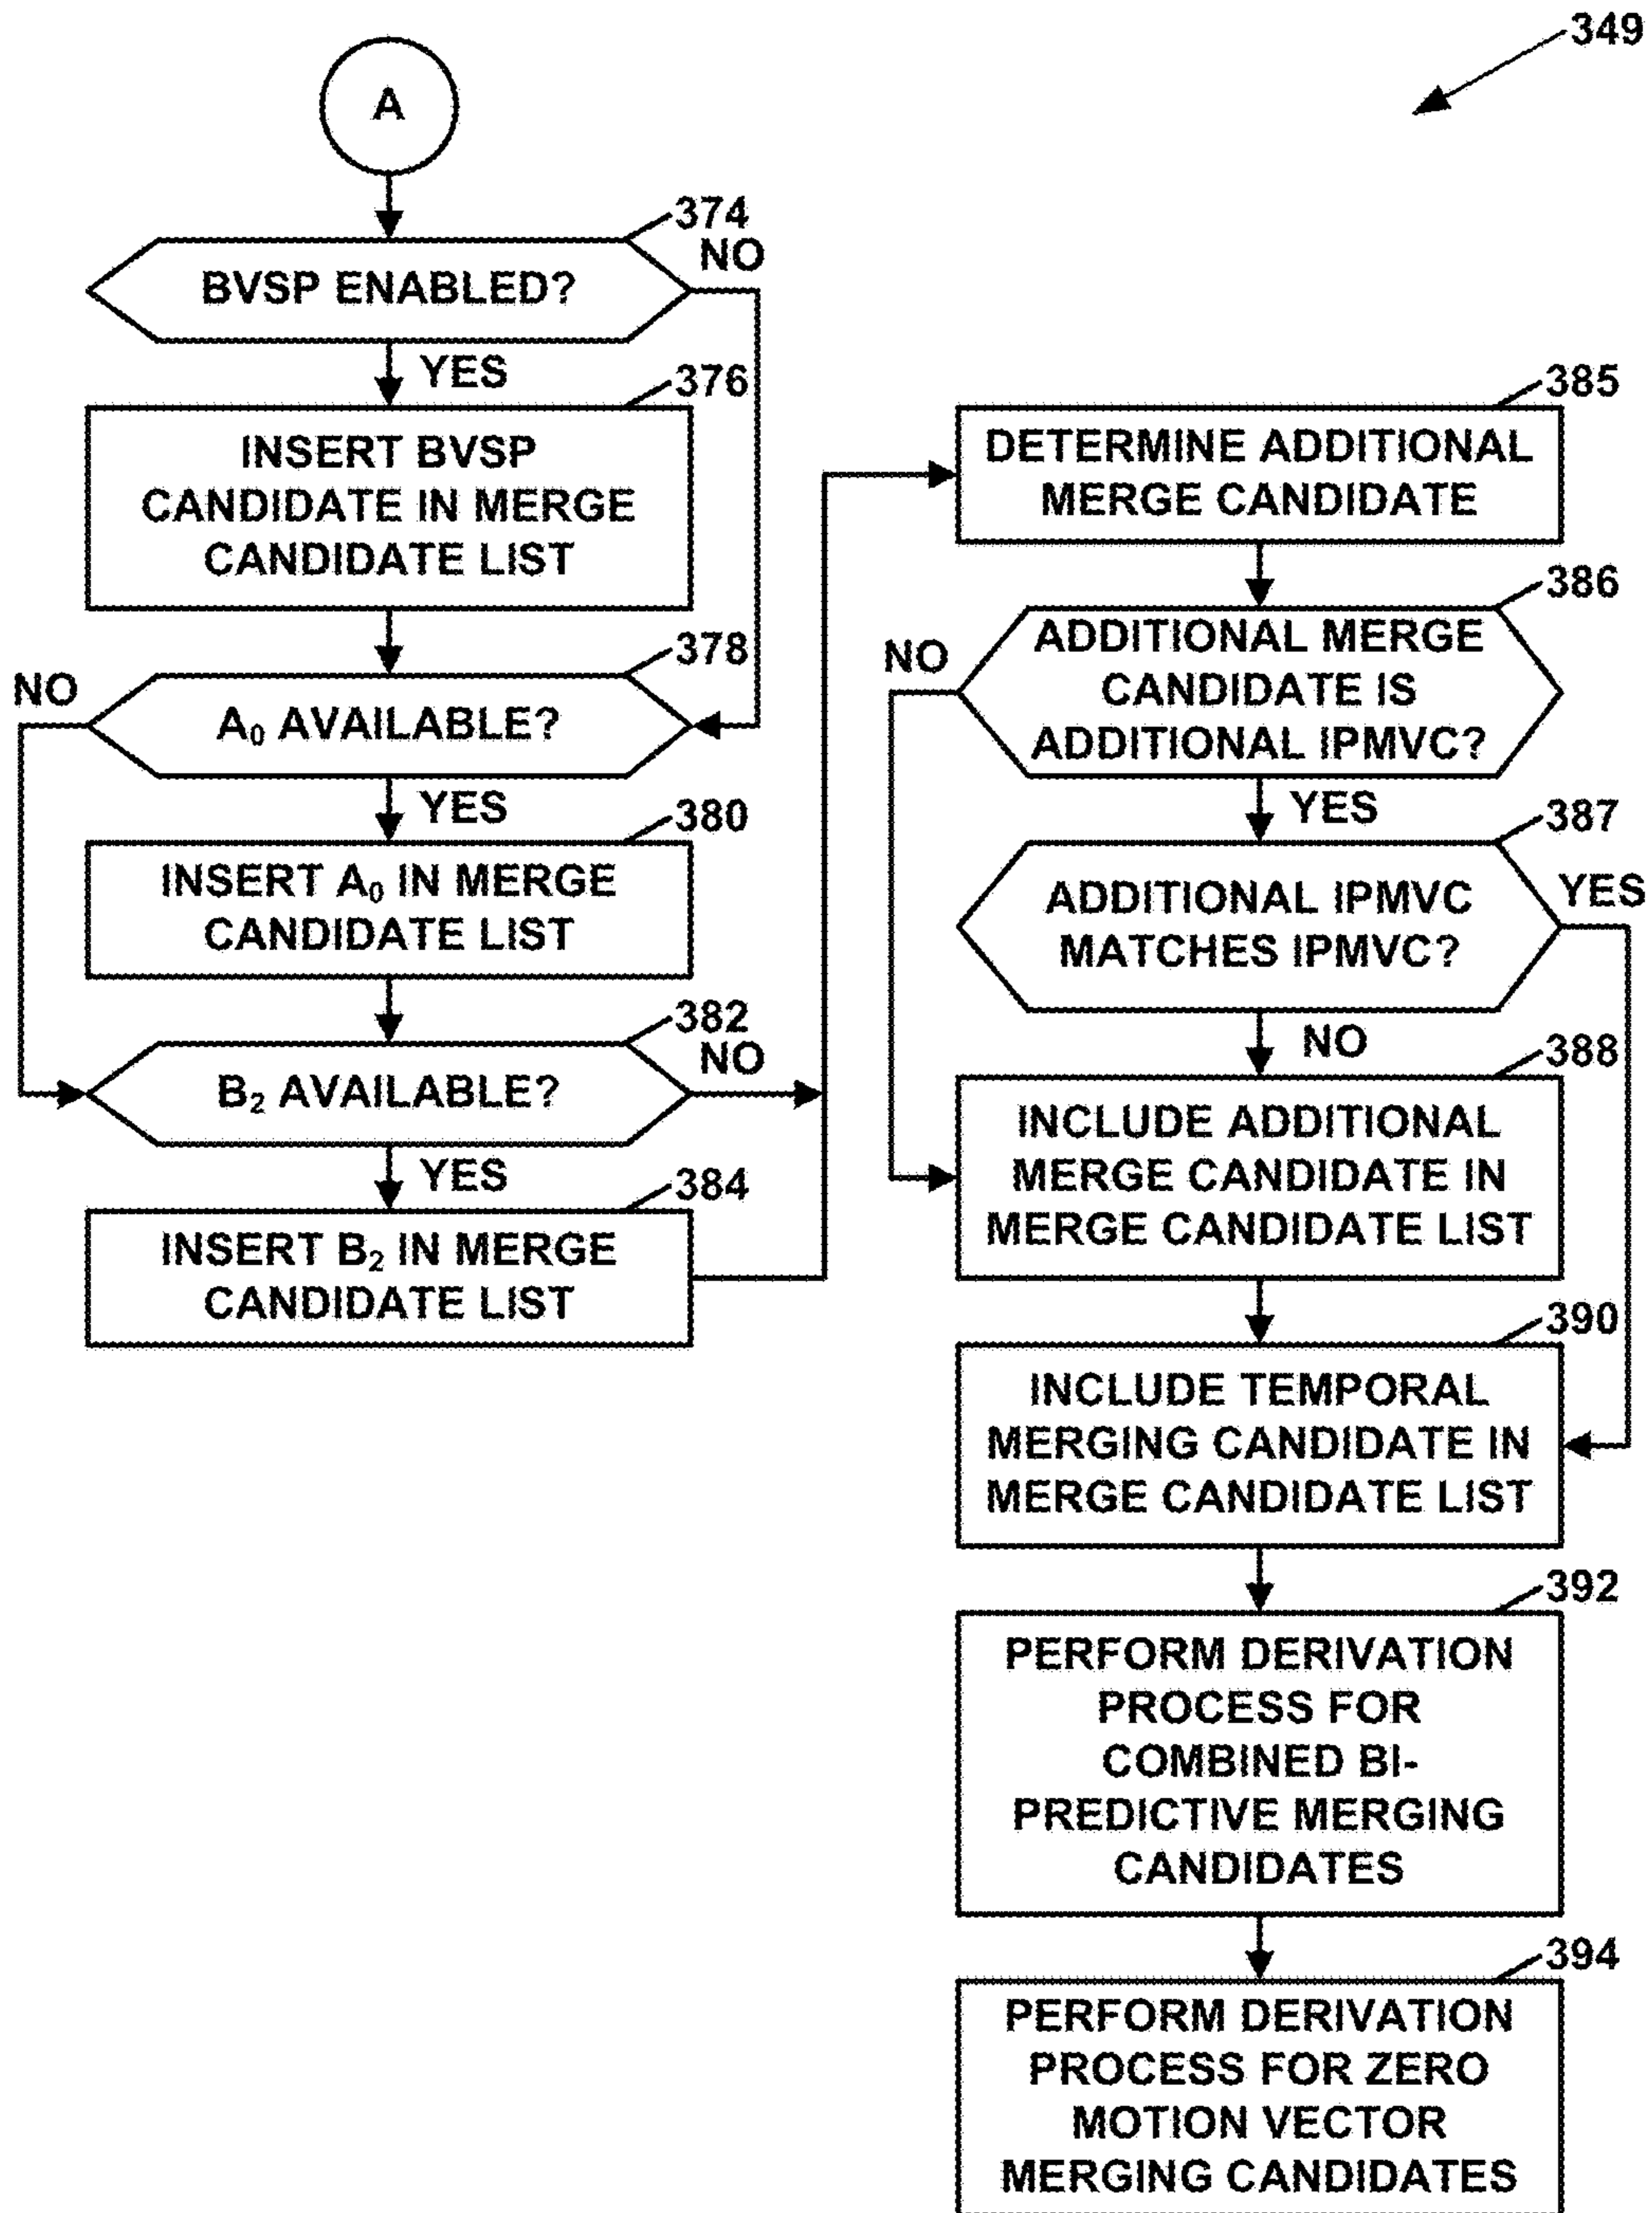 349
A
374
BVSP ENABLED?
NO
YES
376
INSERT BVSP
CANDIDATE IN MERGE
CANDIDATE LIST
378
NO
A0 AVAILABLE?
YES
380
INSERT A0 IN MERGE
CANDIDATE LIST
382
B2 AVAILABLE?
NO
YES
384
INSERT B2 IN MERGE
CANDIDATE LIST
385
DETERMINE ADDITIONAL
MERGE CANDIDATE
386
NO
ADDITIONAL MERGE
CANDIDATE IS
ADDITIONAL IPMVC?
YES
387
ADDITIONAL IPMVC
MATCHES IPMVC?
YES
NO
388
INCLUDE ADDITIONAL
MERGE CANDIDATE IN
MERGE CANDIDATE LIST
390
INCLUDE TEMPORAL
MERGING CANDIDATE IN
MERGE CANDIDATE LIST
392
PERFORM DERIVATION
PROCESS FOR
COMBINED BI-
PREDICTIVE MERGING
CANDIDATES
394
PERFORM DERIVATION
PROCESS FOR ZERO
MOTION VECTOR
MERGING CANDIDATES